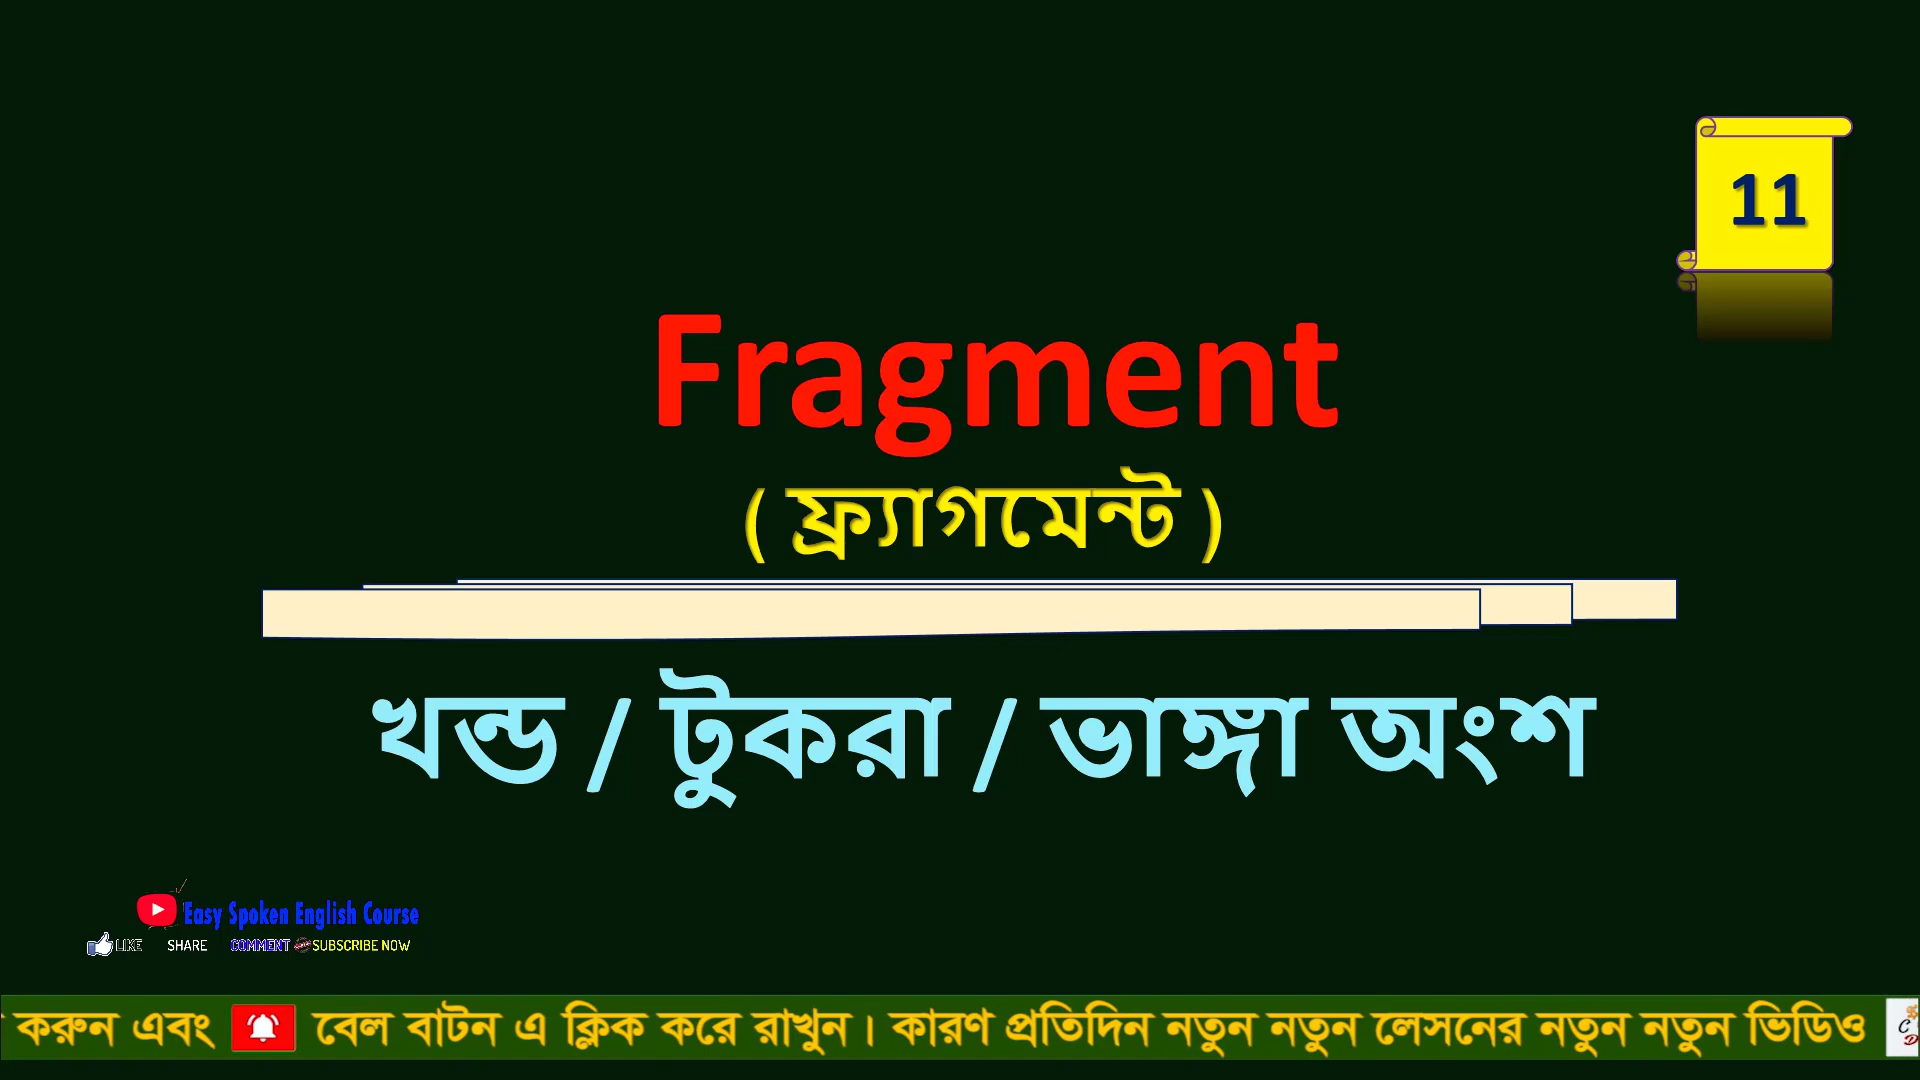 11
Fragment
( ফ্র্যাগমেন্ট )
খন্ড / টুকরা / ভাঙ্গা অংশ
Easy Spoken English Course
LIKE SHARE COMMENT SUBSCRIBE NOW
করুন এবং বেল বাটন এ ক্লিক করে রাখুন। কারণ প্রতিদিন নতুন নতুন লেসনের নতুন নতুন ভিডিও